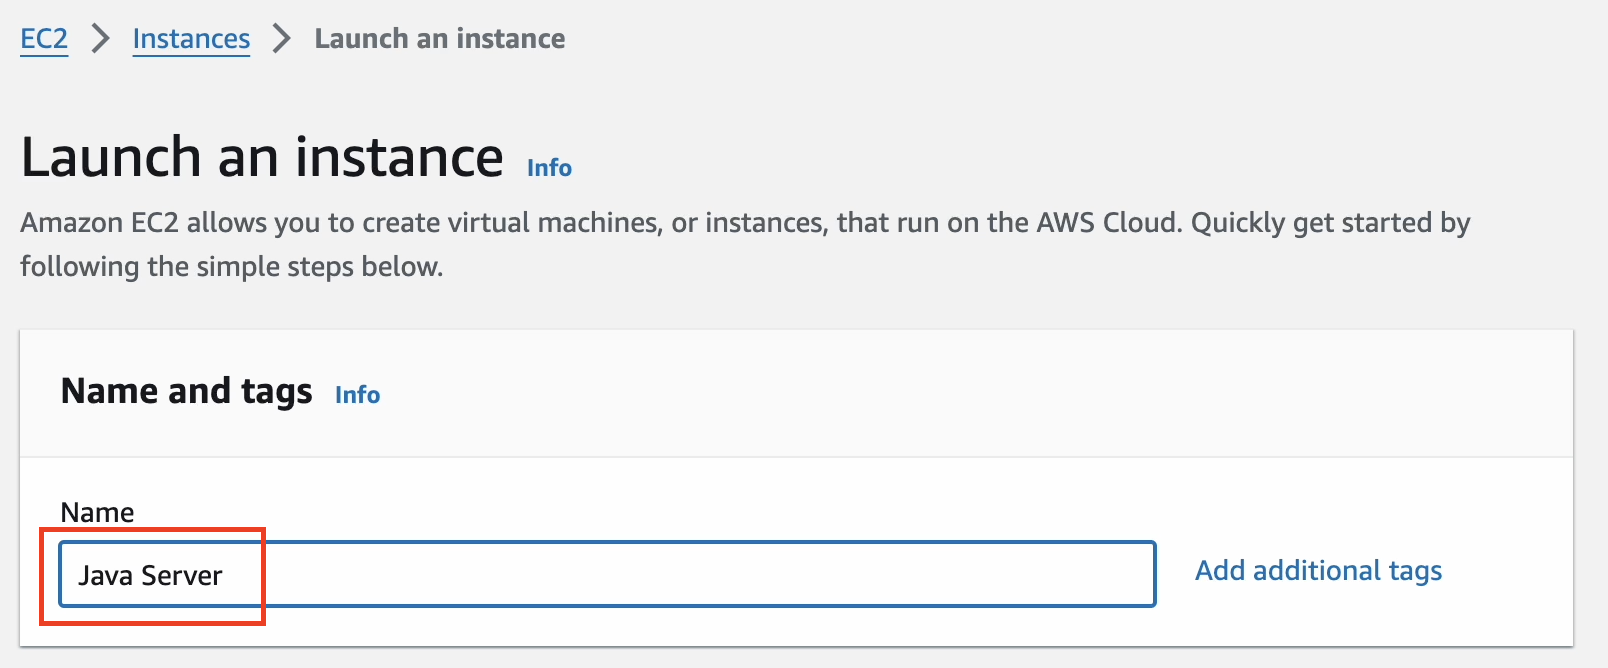 EC2 > Instances > Launch an instance
Launch an instance Info
Amazon EC2 allows you to create virtual machines, or instances, that run on the AWS Cloud. Quickly get started by
following the simple steps below.
Name and tags Info
Name
Java Server
Add additional tags